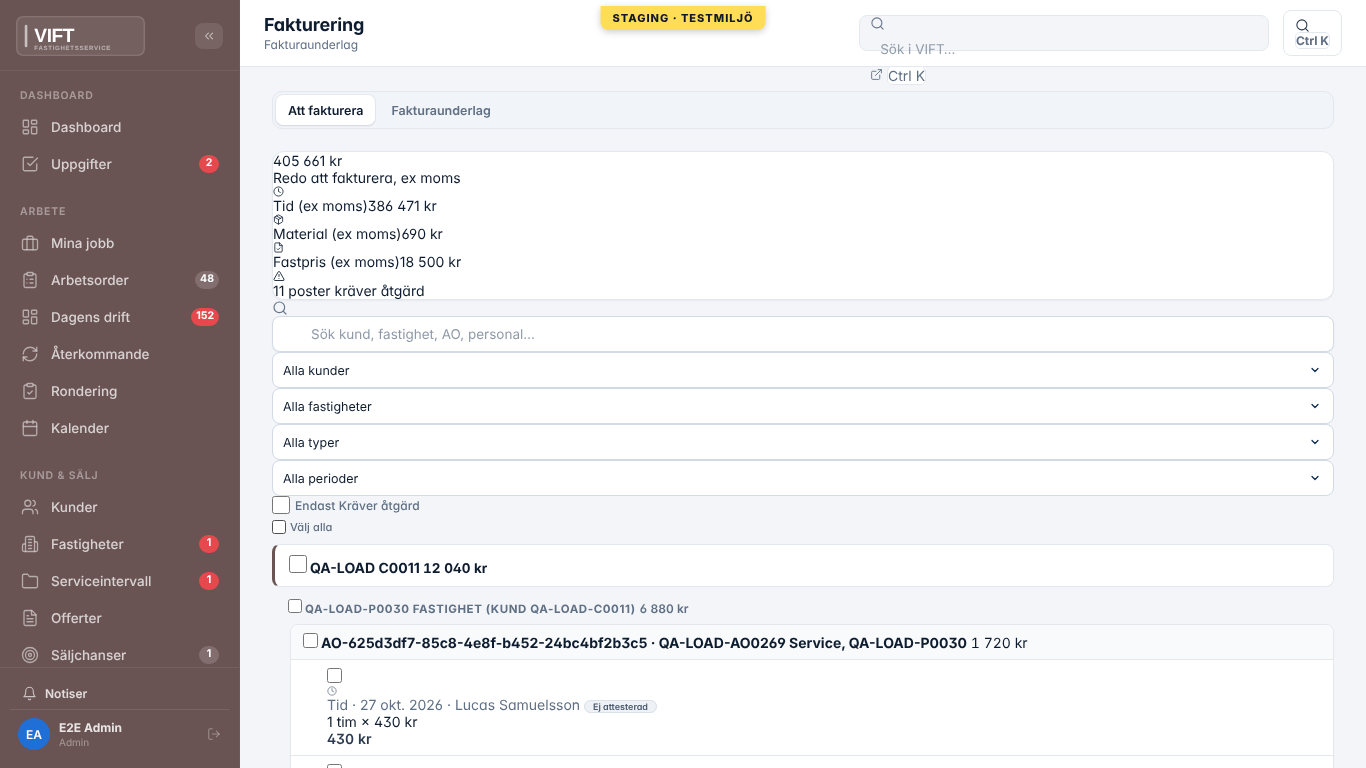 VIFT
FASTIGHETSSERVICE
«
DASHBOARD
Dashboard
Uppgifter 2
ARBETE
Mina jobb
Arbetsorder 48
Dagens drift 152
Återkommande
Rondering
Kalender
KUND & SÄLJ
Kunder
Fastigheter 1
Serviceintervall 1
Offerter
Säljchanser 1
Notiser
EA E2E Admin
Admin
Fakturering
Fakturaunderlag
STAGING · TESTMILJÖ
Sök i VIFT...
Ctrl K
Ctrl K
Att fakturera Fakturaunderlag
405 661 kr
Redo att fakturera, ex moms
Tid (ex moms)386 471 kr
Material (ex moms)690 kr
Fastpris (ex moms)18 500 kr
11 poster kräver åtgärd
Sök kund, fastighet, AO, personal...
Alla kunder
Alla fastigheter
Alla typer
Alla perioder
Endast Kräver åtgärd
Välj alla
QA-LOAD C0011 12 040 kr
QA-LOAD-P0030 FASTIGHET (KUND QA-LOAD-C0011) 6 880 kr
AO-625d3df7-85c8-4e8f-b452-24bc4bf2b3c5 · QA-LOAD-AO0269 Service, QA-LOAD-P0030 1 720 kr
Tid · 27 okt. 2026 · Lucas Samuelsson Ej attesterad
1 tim × 430 kr
430 kr